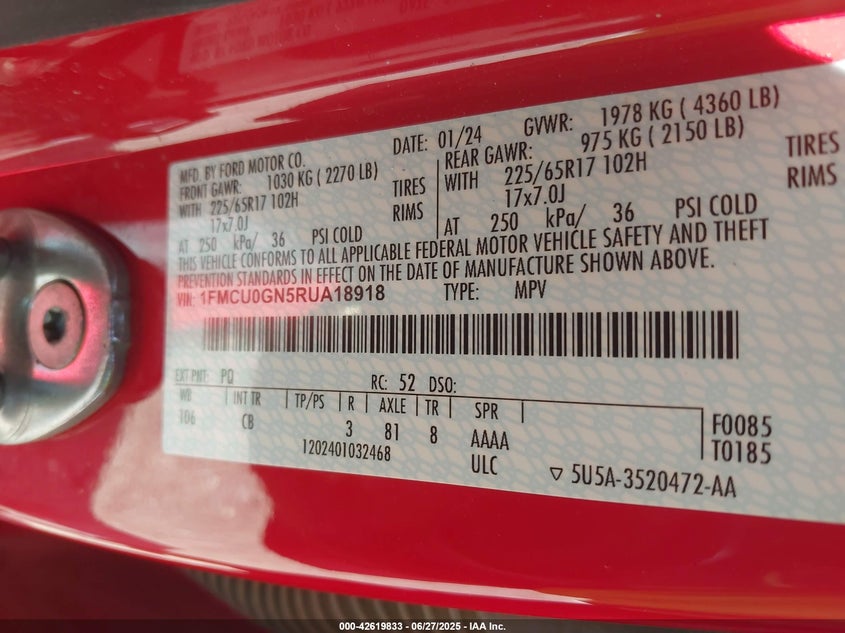 MFD. BY FORD MOTOR CO.
DATE: 01/24 GVWR: 1978 KG ( 4360 LB)
FRONT GAWR: 1030 KG ( 2270 LB)
REAR GAWR: 975 KG ( 2150 LB)
WITH 225/65R17 102H TIRES
WITH 225/65R17 102H TIRES
17x7.0J RIMS
17x7.0J RIMS
AT 250 kPa/ 36 PSI COLD
AT 250 kPa/ 36 PSI COLD
THIS VEHICLE CONFORMS TO ALL APPLICABLE FEDERAL MOTOR VEHICLE SAFETY AND THEFT
PREVENTION STANDARDS IN EFFECT ON THE DATE OF MANUFACTURE SHOWN ABOVE.
VIN: 1FMCU0GN5RUA18918 TYPE: MPV
EXT PNT: PQ RC: 52 DSO:
WB INT TR TP/PS R AXLE TR SPR
106 CB 3 81 8 AAAA
1202401032468 ULC
F0085
T0185
▽ 5U5A-3520472-AA
000-42619833 - 06/27/2025 - IAA Inc.